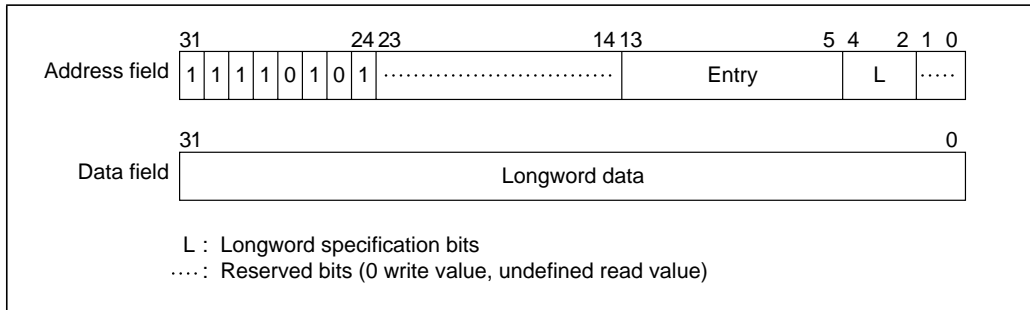 31 24 23 14 13 5 4 2 1 0
Address field 1 1 1 1 0 1 0 1 ............................... Entry L .....
31 0
Data field Longword data
L : Longword specification bits
.... : Reserved bits (0 write value, undefined read value)